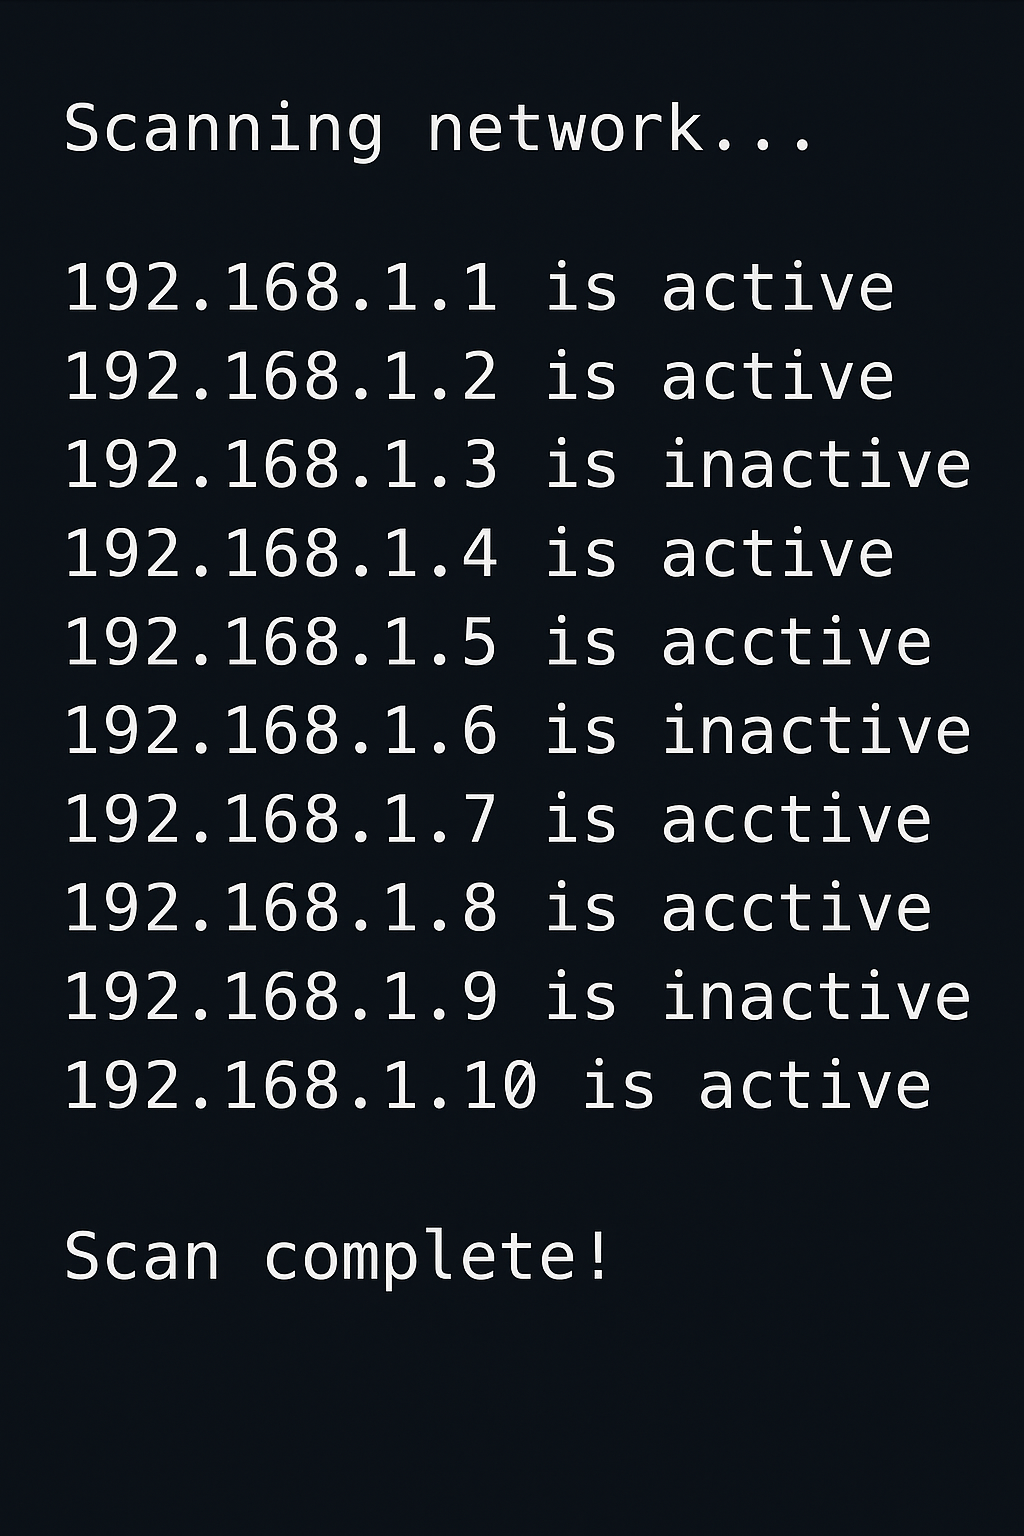 Scanning network...
192.168.1.1 is active
192.168.1.2 is active
192.168.1.3 is inactive
192.168.1.4 is active
192.168.1.5 is acctive
192.168.1.6 is inactive
192.168.1.7 is acctive
192.168.1.8 is acctive
192.168.1.9 is inactive
192.168.1.10 is active
Scan complete!